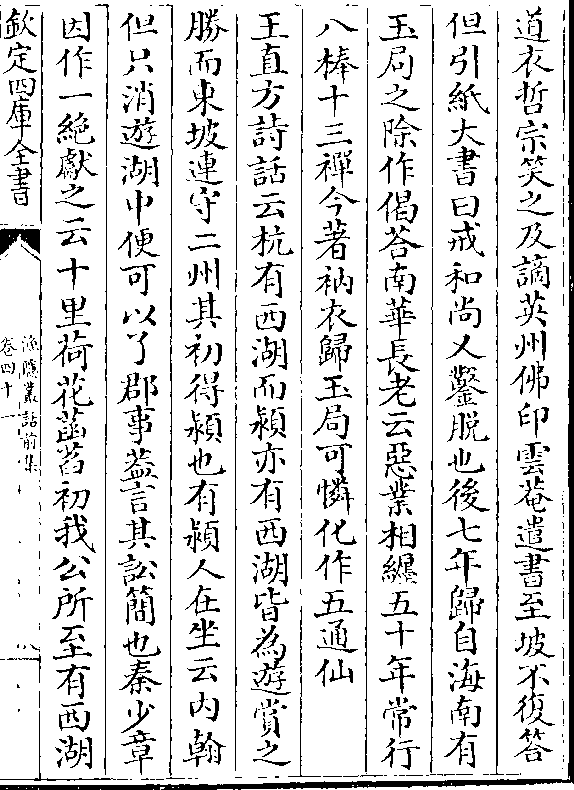 道衣哲宗笑之及謫英州佛印雲菴遣書至坡不復答
但引紙大書曰戒和尚又鑿脱也後七年歸自海南有
玉局之除作偈答南華長老云惡業相纏五十年常行
八棒十三禪今著衲衣歸玉局可憐化作五通仙
王直方詩話云杭有西湖而潁亦有西湖皆為遊賞之
勝而東坡連守二州其初得潁也有潁人在坐云内翰
但只消遊湖中便可以了郡事葢言其訟簡也秦少章
因作一絶獻之云十里荷花菡萏初我公所至有西湖
欽定四庫全書
漁隱叢話前集
卷四十一
八